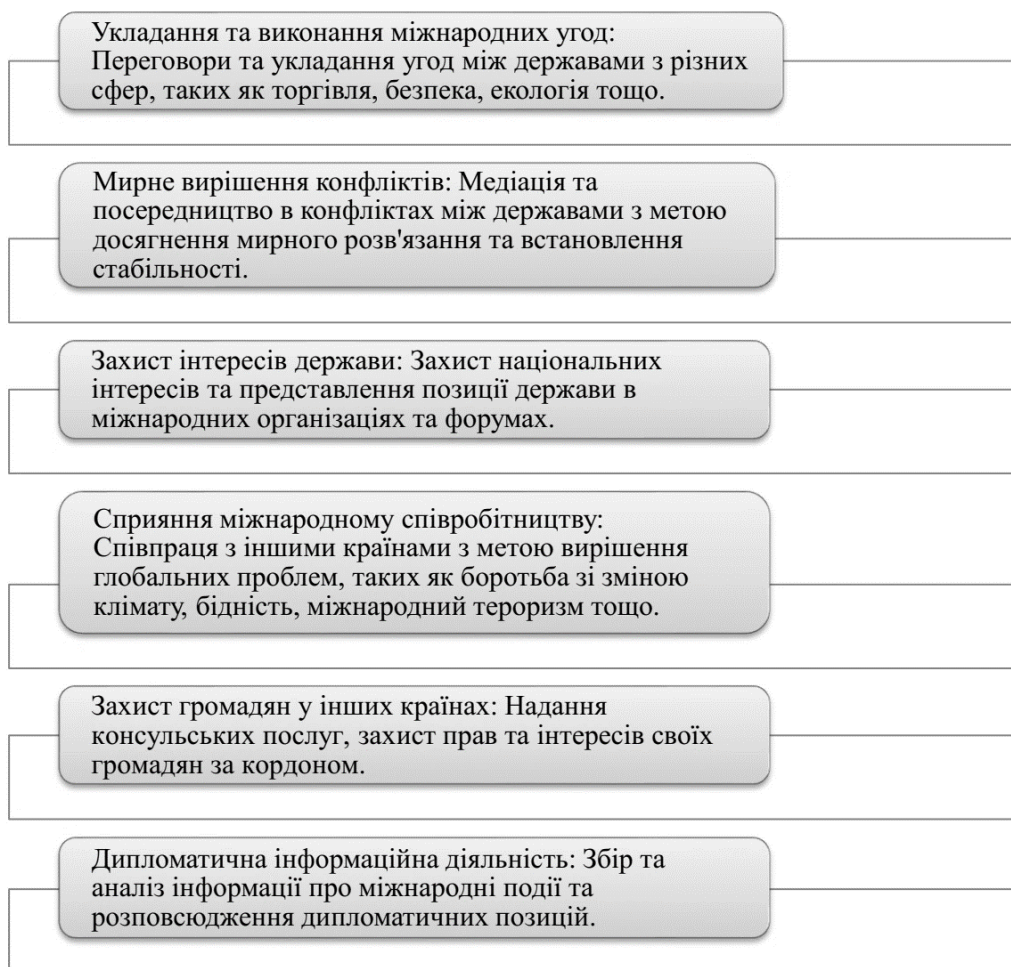 Укладання та виконання міжнародних угод:
Переговори та укладання угод між державами з різних
сфер, таких як торгівля, безпека, екологія тощо.
Мирне вирішення конфліктів: Медіація та
посередництво в конфліктах між державами з метою
досягнення мирного розв'язання та встановлення
стабільності.
Захист інтересів держави: Захист національних
інтересів та представлення позиції держави в
міжнародних організаціях та форумах.
Сприяння міжнародному співробітництву:
Співпраця з іншими країнами з метою вирішення
глобальних проблем, таких як боротьба зі зміною
клімату, бідність, міжнародний тероризм тощо.
Захист громадян у інших країнах: Надання
консульських послуг, захист прав та інтересів своїх
громадян за кордоном.
Дипломатична інформаційна діяльність: Збір та
аналіз інформації про міжнародні події та
розповсюдження дипломатичних позицій.